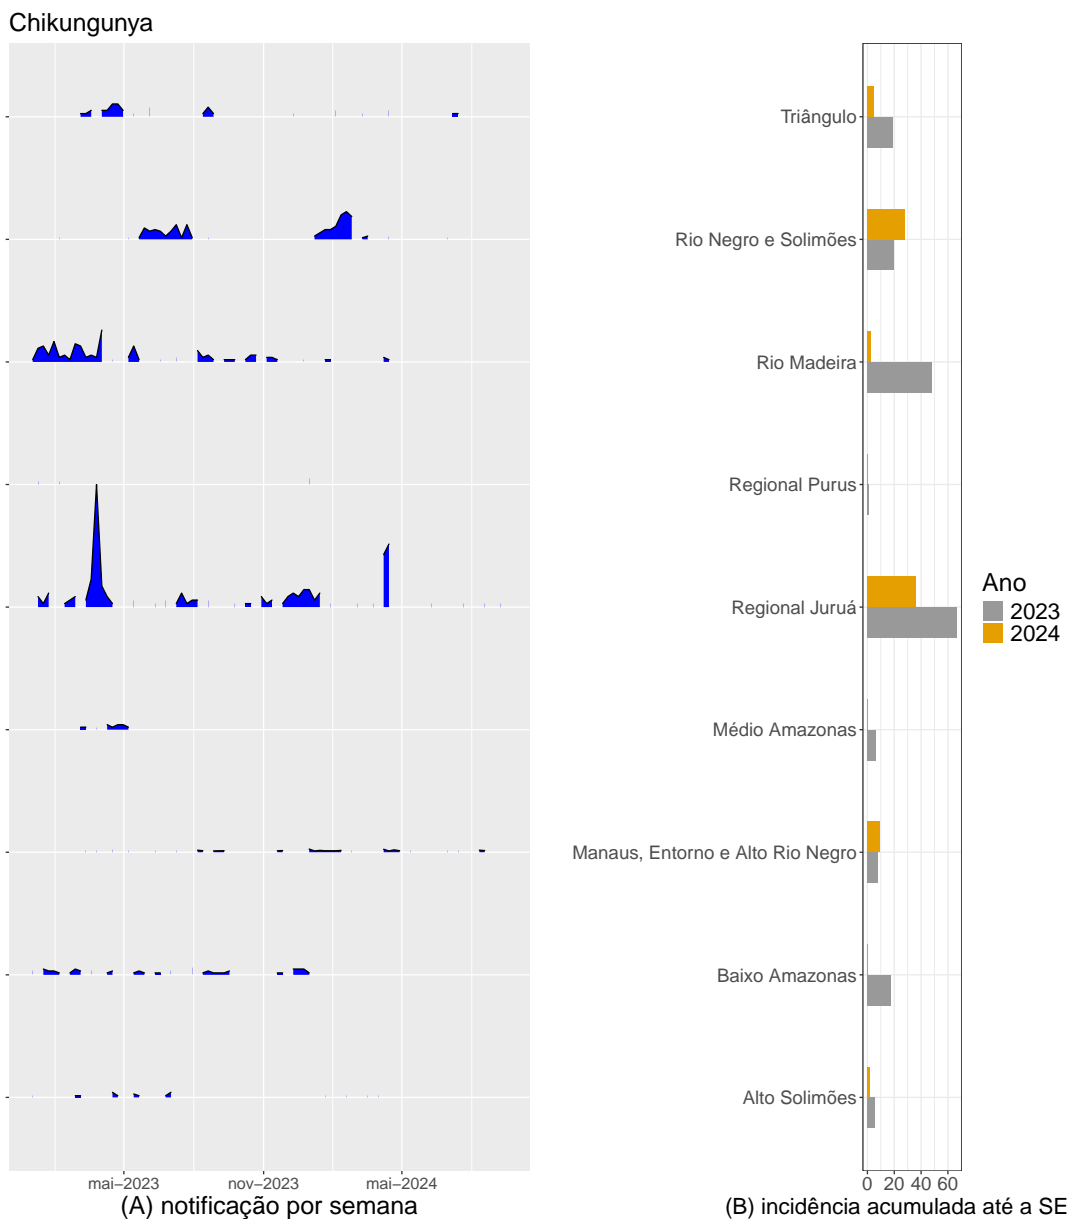 Chikungunya
Triângulo
Rio Negro e Solimões
Rio Madeira
Regional Purus
Regional Juruá
Médio Amazonas
Manaus, Entorno e Alto Rio Negro
Baixo Amazonas
Alto Solimões
Ano
2023
2024
mai−2023 nov−2023 mai−2024
0 20 40 60
(A) notificação por semana
(B) incidência acumulada até a SE